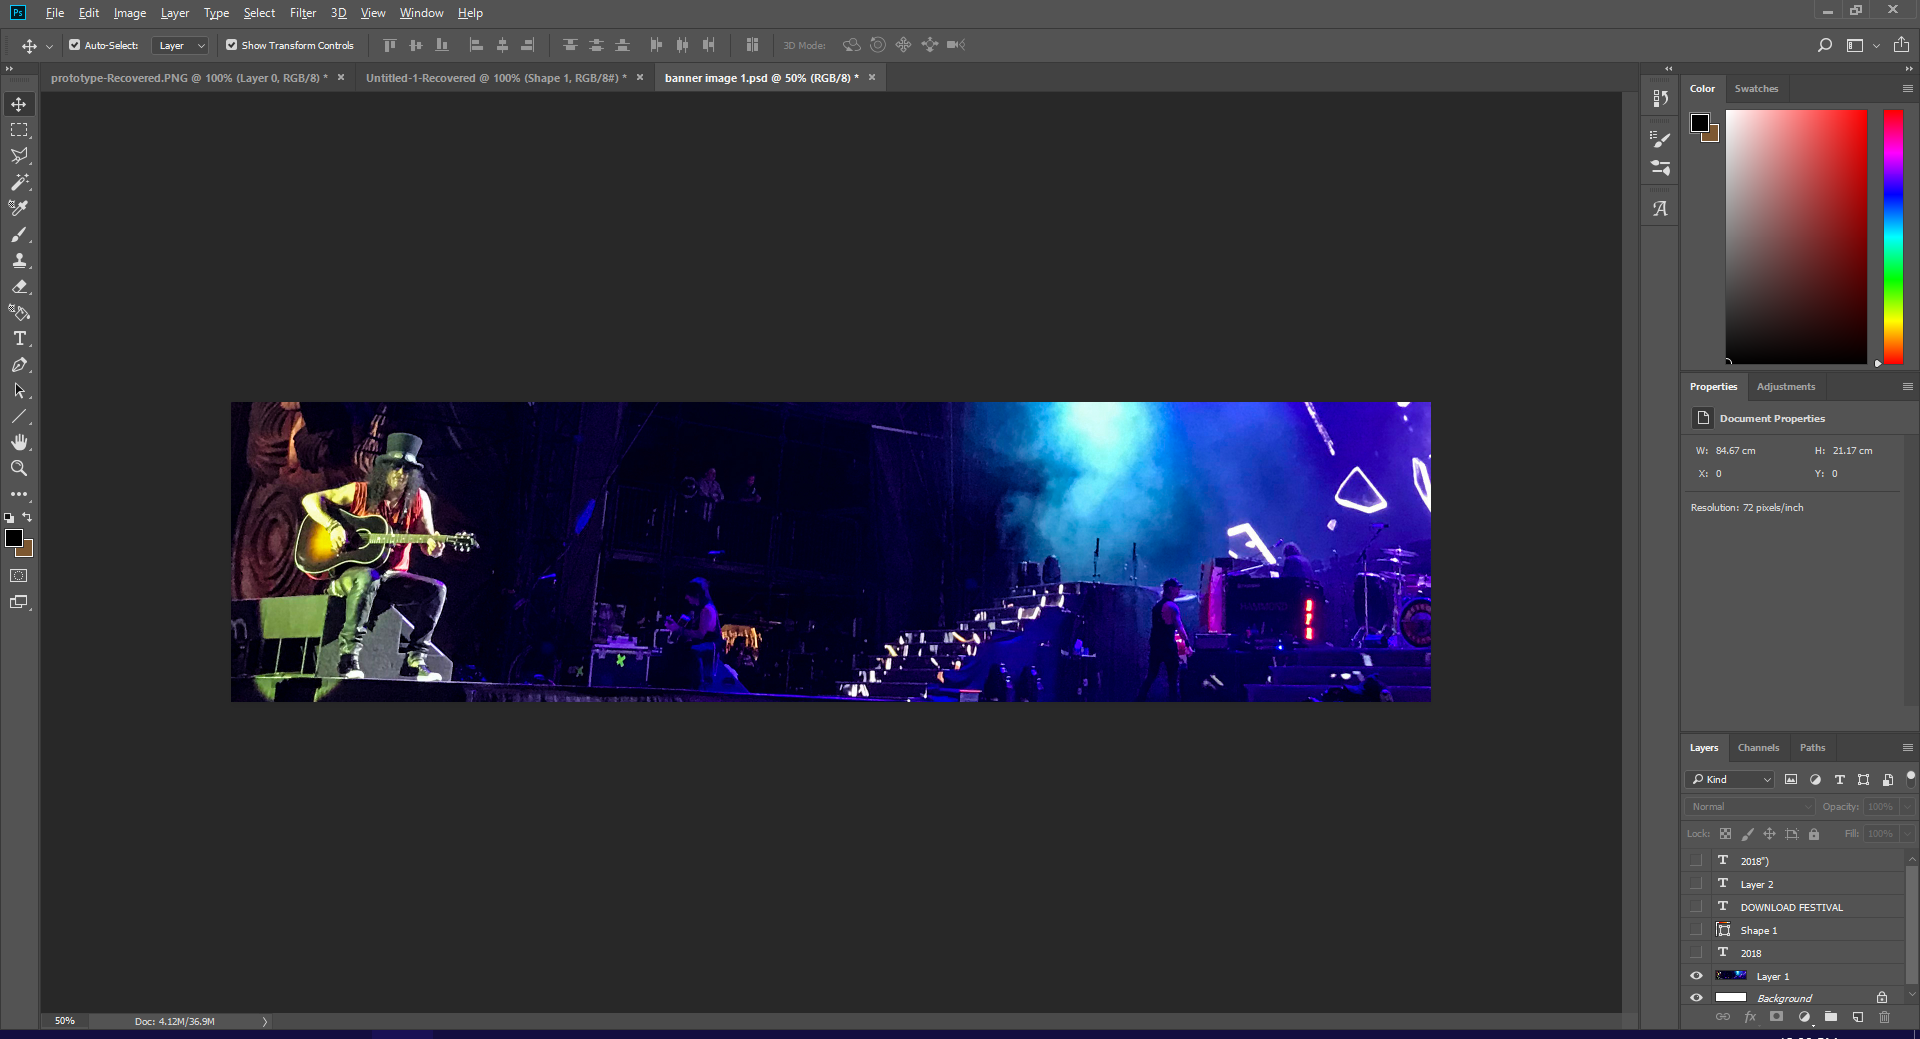 Ps File Edit Image Layer Type Select Filter 3D View Window Help
Auto-Select: Layer Show Transform Controls 3D Mode:
prototype-Recovered.PNG @ 100% (Layer 0, RGB/8) * × Untitled-1-Recovered @ 100% (Shape 1, RGB/8#) * × banner image 1.psd @ 50% (RGB/8) * ×
Color Swatches
Properties Adjustments
Document Properties
W: 84.67 cm H: 21.17 cm
X: 0 Y: 0
Resolution: 72 pixels/inch
Layers Channels Paths
Kind
Normal Opacity: 100%
Lock: Fill: 100%
2018")
Layer 2
DOWNLOAD FESTIVAL
Shape 1
2018
Layer 1
Background
fx
50% Doc: 4.12M/36.9M